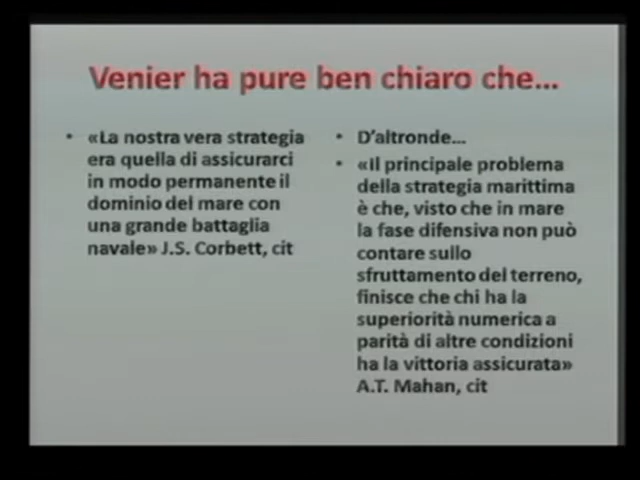 Venier ha pure ben chiaro che...
• «La nostra vera strategia
era quella di assicurarci
in modo permanente il
dominio del mare con
una grande battaglia
navale» J.S. Corbett, cit
• D'altronde...
• «Il principale problema
della strategia marittima
è che, visto che in mare
la fase difensiva non può
contare sullo
sfruttamento del terreno,
finisce che chi ha la
superiorità numerica a
parità di altre condizioni
ha la vittoria assicurata»
A.T. Mahan, cit